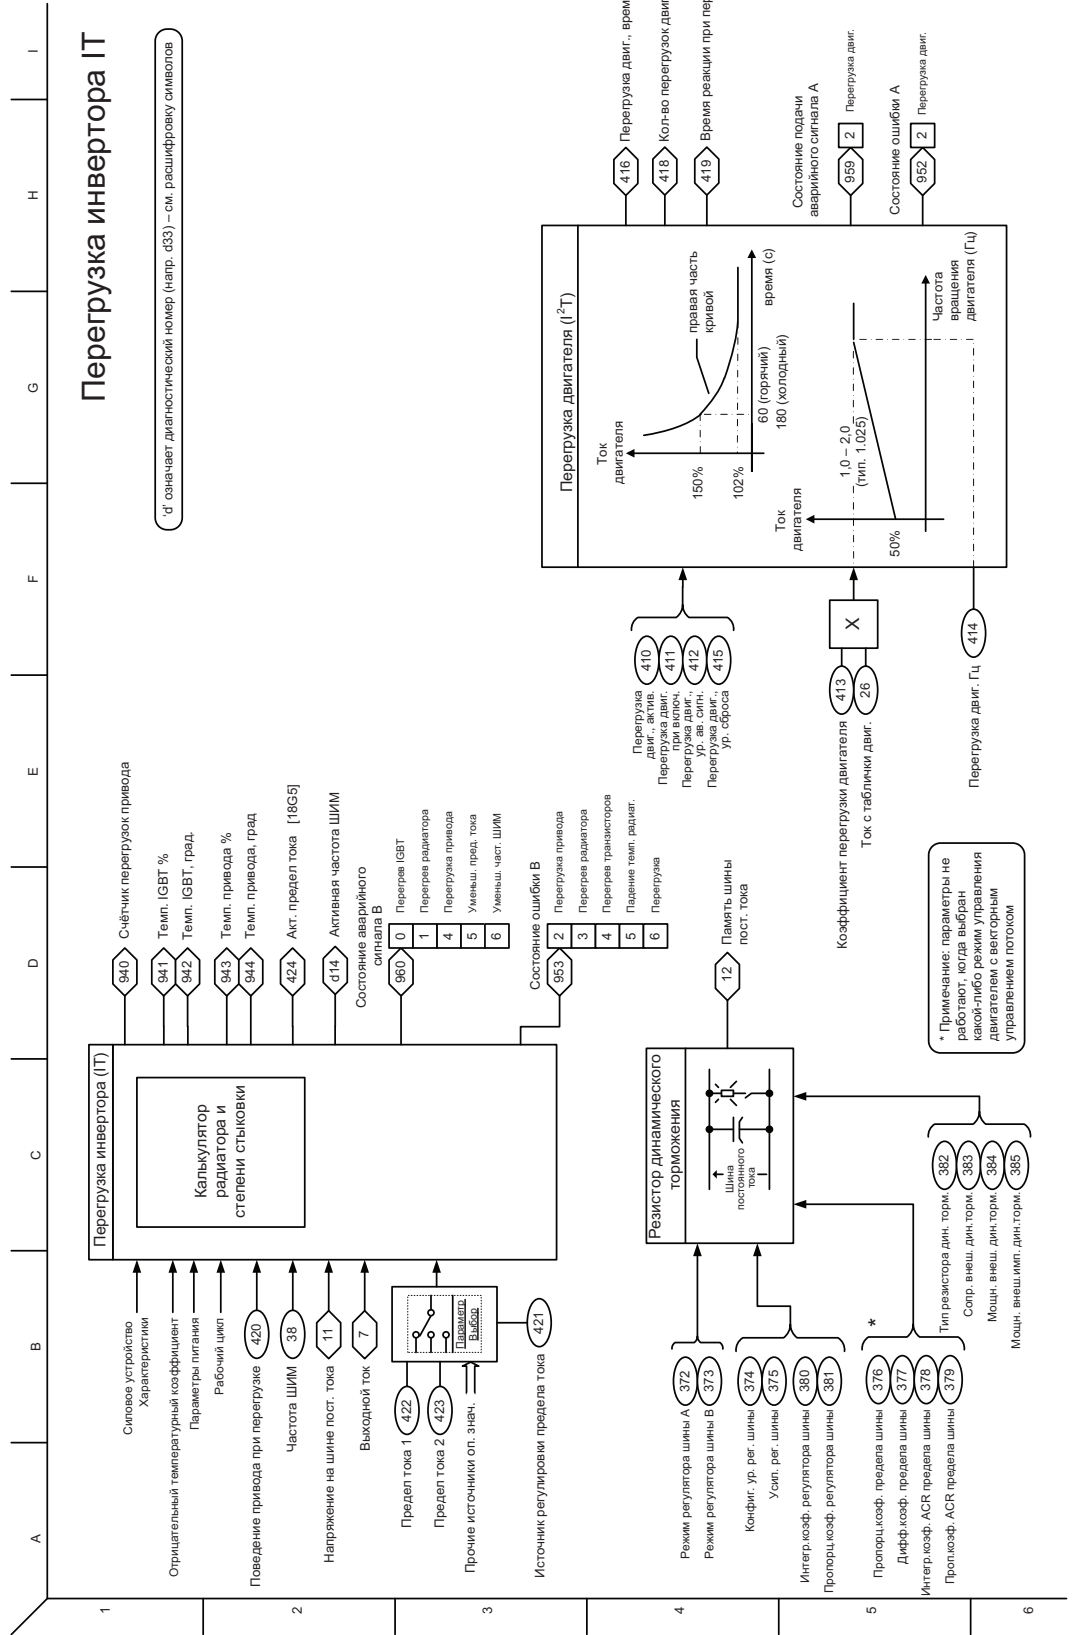 Перегрузка инвертора IT
'd' означает диагностический номер (напр. d33) – см. расшифровку символов
A
B
C
D
E
F
G
H
I
1
2
3
4
5
6
Силовое устройство
Характеристики
Отрицательный температурный коэффициент
Параметры питания
Рабочий цикл
Поведение привода при перегрузке
420
Частота ШИМ
38
Напряжение на шине пост. тока
11
Выходной ток
7
Предел тока 1
422
Предел тока 2
423
Прочие источники оп. знач.
Параметр
Выбор
Источник регулировки предела тока
421
Перегрузка инвертора (IT)
Калькулятор
радиатора и
степени стыковки
940
Счётчик перегрузок привода
941
Темп. IGBT %
942
Темп. IGBT, град.
943
Темп. привода %
944
Темп. привода, град
424
Акт. предел тока [18G5]
d14
Активная частота ШИМ
Состояние аварийного
сигнала B
960
0
Перегрев IGBT
1
Перегрев радиатора
4
Перегрузка привода
5
Уменьш. пред. тока
6
Уменьш. част. ШИМ
Состояние ошибки B
953
2
Перегрузка привода
3
Перегрев радиатора
4
Перегрев транзисторов
5
Падение темп. радиат.
6
Перегрузка
Режим регулятора шины A
372
Режим регулятора шины B
373
Конфиг. ур. рег. шины
374
Усил. рег. шины
375
Интегр.коэф. регулятора шины
380
Пропорц.коэф. регулятора шины
381
*
Пропорц.коэф. предела шины
376
Дифф.коэф. предела шины
377
Интегр.коэф. ACR предела шины
378
Проп.коэф. ACR предела шины
379
Тип резистора дин. торм.
382
Сопр. внеш. дин.торм.
383
Мощн. внеш. дин.торм.
384
Мощн. внеш.имп. дин.торм.
385
Резистор динамического
торможения
Шина
постоянного
тока
12
Память шины
пост. тока
* Примечание: параметры не
работают, когда выбран
какой-либо режим управления
двигателем с векторным
управлением потоком
Перегрузка
двиг., актив.
410
Перегрузка двиг.
при включ.
411
Перегрузка двиг.,
ур. ав. сигн.
412
Перегрузка двиг.,
ур. сброса
415
Коэффициент перегрузки двигателя
413
Ток с таблички двиг.
26
X
Перегрузка двиг. Гц
414
Перегрузка двигателя (I²T)
Ток
двигателя
150%
102%
правая часть
кривой
60 (горячий)
180 (холодный)
время (с)
Ток
двигателя
1,0 – 2,0
(тип. 1.025)
50%
Частота
вращения
двигателя (Гц)
416
Перегрузка двиг., врем
418
Кол-во перегрузок двиг
419
Время реакции при пер
Состояние подачи
аварийного сигнала A
959
2
Перегрузка двиг.
Состояние ошибки A
952
2
Перегрузка двиг.